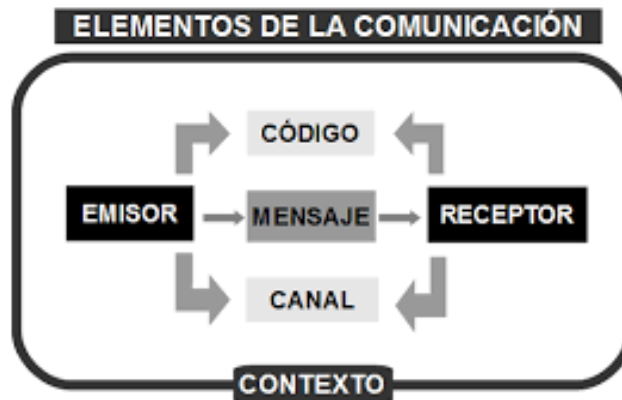 ELEMENTOS DE LA COMUNICACIÓN
CÓDIGO
EMISOR
MENSAJE
RECEPTOR
CANAL
CONTEXTO